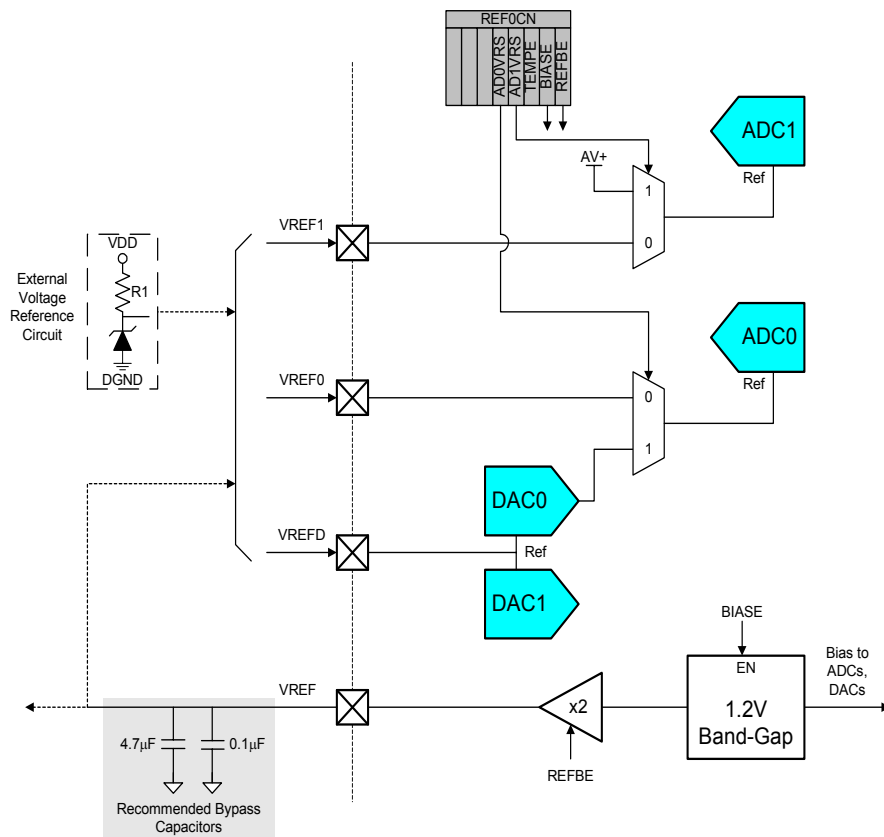 REF0CN
AD0VRS
AD1VRS
TEMPE
BIASE
REFBE
ADC1
AV+
Ref
1
0
VREF1
VDD
R1
DGND
External
Voltage
Reference
Circuit
ADC0
Ref
VREF0
0
1
DAC0
VREFD
Ref
DAC1
BIASE
EN
1.2V
Band-Gap
Bias to
ADCs,
DACs
VREF
x2
REFBE
4.7μF
0.1μF
Recommended Bypass
Capacitors